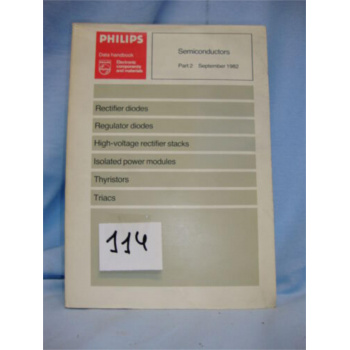 PHILIPS
Data handbook
Electronic
components
and materials
Semiconductors
Part 2 September 1982
Rectifier diodes
Regulator diodes
High-voltage rectifier stacks
Isolated power modules
Thyristors
Triacs
114